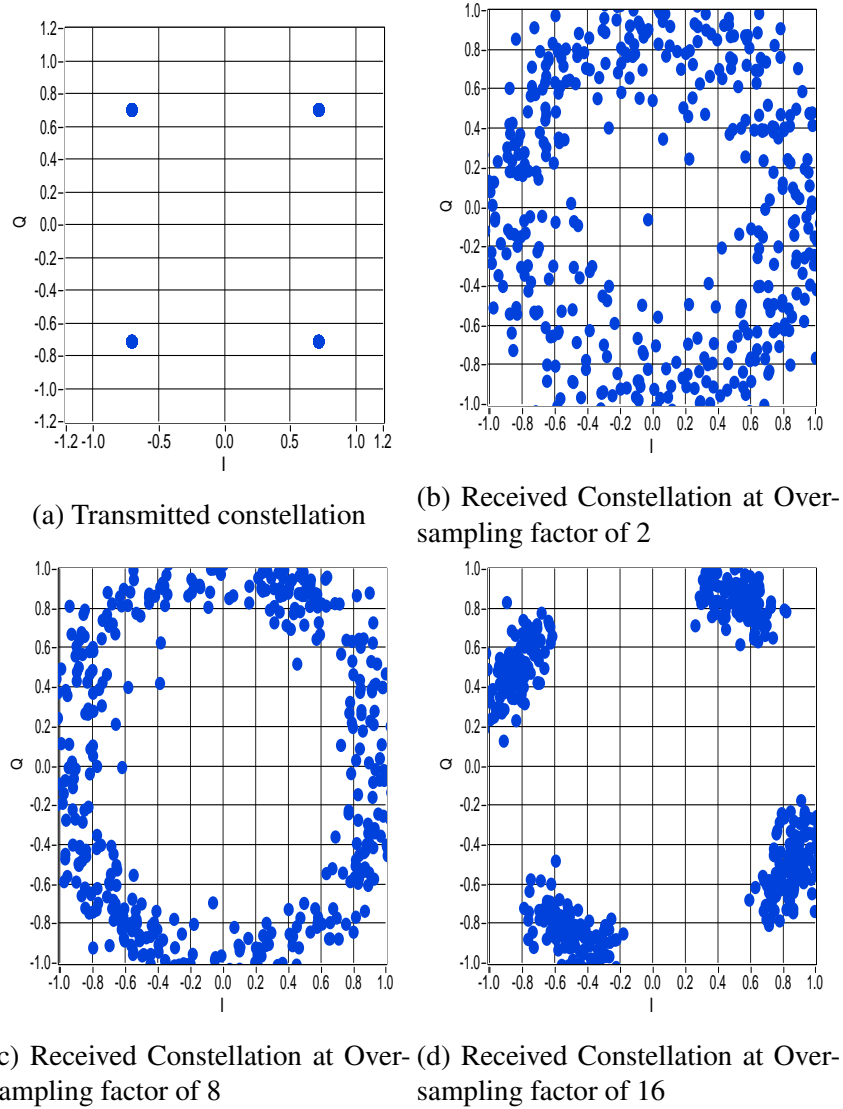 1.2
1.0
0.8
0.6
0.4
0.2
0.0
-0.2
-0.4
-0.6
-0.8
-1.0
-1.2
Q
-1.2 -1.0 -0.5 0.0 0.5 1.0 1.2
I
(a) Transmitted constellation
1.0
0.8
0.6
0.4
0.2
0.0
-0.2
-0.4
-0.6
-0.8
-1.0
Q
-1.0 -0.8 -0.6 -0.4 -0.2 0.0 0.2 0.4 0.6 0.8 1.0
I
(b) Received Constellation at Over-
sampling factor of 2
1.0
0.8
0.6
0.4
0.2
0.0
-0.2
-0.4
-0.6
-0.8
-1.0
Q
-1.0 -0.8 -0.6 -0.4 -0.2 0.0 0.2 0.4 0.6 0.8 1.0
I
c) Received Constellation at Over-
ampling factor of 8
1.0
0.8
0.6
0.4
0.2
0.0
-0.2
-0.4
-0.6
-0.8
-1.0
Q
-1.0 -0.8 -0.6 -0.4 -0.2 0.0 0.2 0.4 0.6 0.8 1.0
I
(d) Received Constellation at Over-
sampling factor of 16